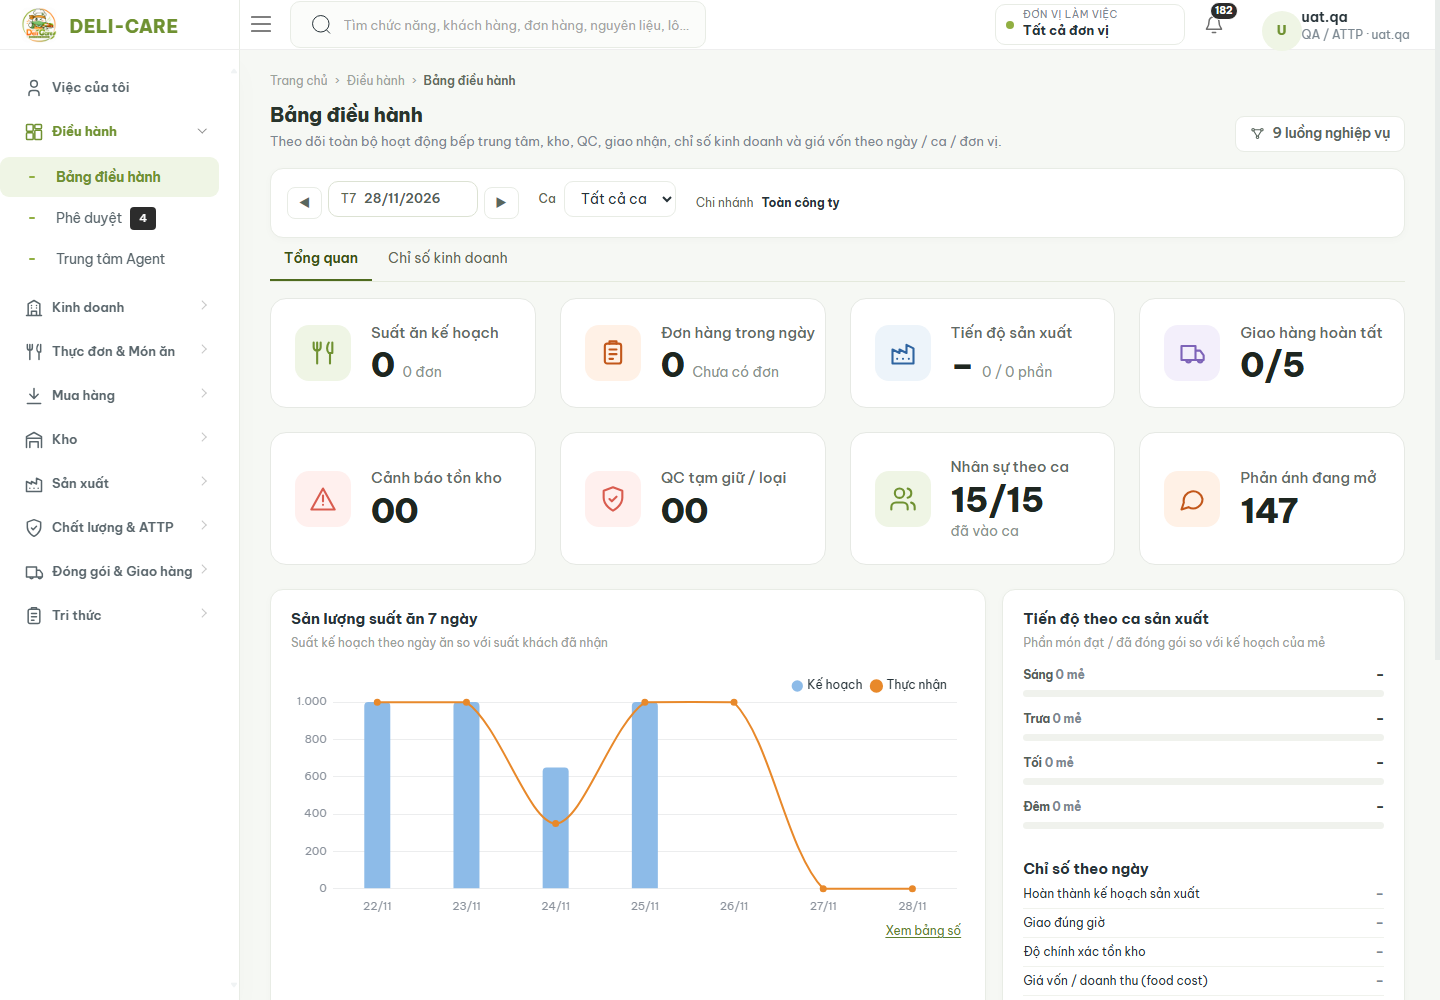 DELI-CARE
Tìm chức năng, khách hàng, đơn hàng, nguyên liệu, lô...
ĐƠN VỊ LÀM VIỆC
Tất cả đơn vị
182
U
uat.qa
QA / ATTP · uat.qa
Việc của tôi
Điều hành
Bảng điều hành
Phê duyệt 4
Trung tâm Agent
Kinh doanh
Thực đơn & Món ăn
Mua hàng
Kho
Sản xuất
Chất lượng & ATTP
Đóng gói & Giao hàng
Tri thức
Trang chủ › Điều hành › Bảng điều hành
Bảng điều hành
Theo dõi toàn bộ hoạt động bếp trung tâm, kho, QC, giao nhận, chỉ số kinh doanh và giá vốn theo ngày / ca / đơn vị.
9 luồng nghiệp vụ
T7 28/11/2026
Ca Tất cả ca
Chi nhánh Toàn công ty
Tổng quan
Chỉ số kinh doanh
Suất ăn kế hoạch
0 0 đơn
Đơn hàng trong ngày
0 Chưa có đơn
Tiến độ sản xuất
– 0 / 0 phần
Giao hàng hoàn tất
0/5
Cảnh báo tồn kho
00
QC tạm giữ / loại
00
Nhân sự theo ca
15/15
đã vào ca
Phản ánh đang mở
147
Sản lượng suất ăn 7 ngày
Suất kế hoạch theo ngày ăn so với suất khách đã nhận
Kế hoạch Thực nhận
1.000
800
600
400
200
0
22/11 23/11 24/11 25/11 26/11 27/11 28/11
Xem bảng số
Tiến độ theo ca sản xuất
Phần món đạt / đã đóng gói so với kế hoạch của mẻ
Sáng 0 mẻ –
Trưa 0 mẻ –
Tối 0 mẻ –
Đêm 0 mẻ –
Chỉ số theo ngày
Hoàn thành kế hoạch sản xuất –
Giao đúng giờ –
Độ chính xác tồn kho –
Giá vốn / doanh thu (food cost) –